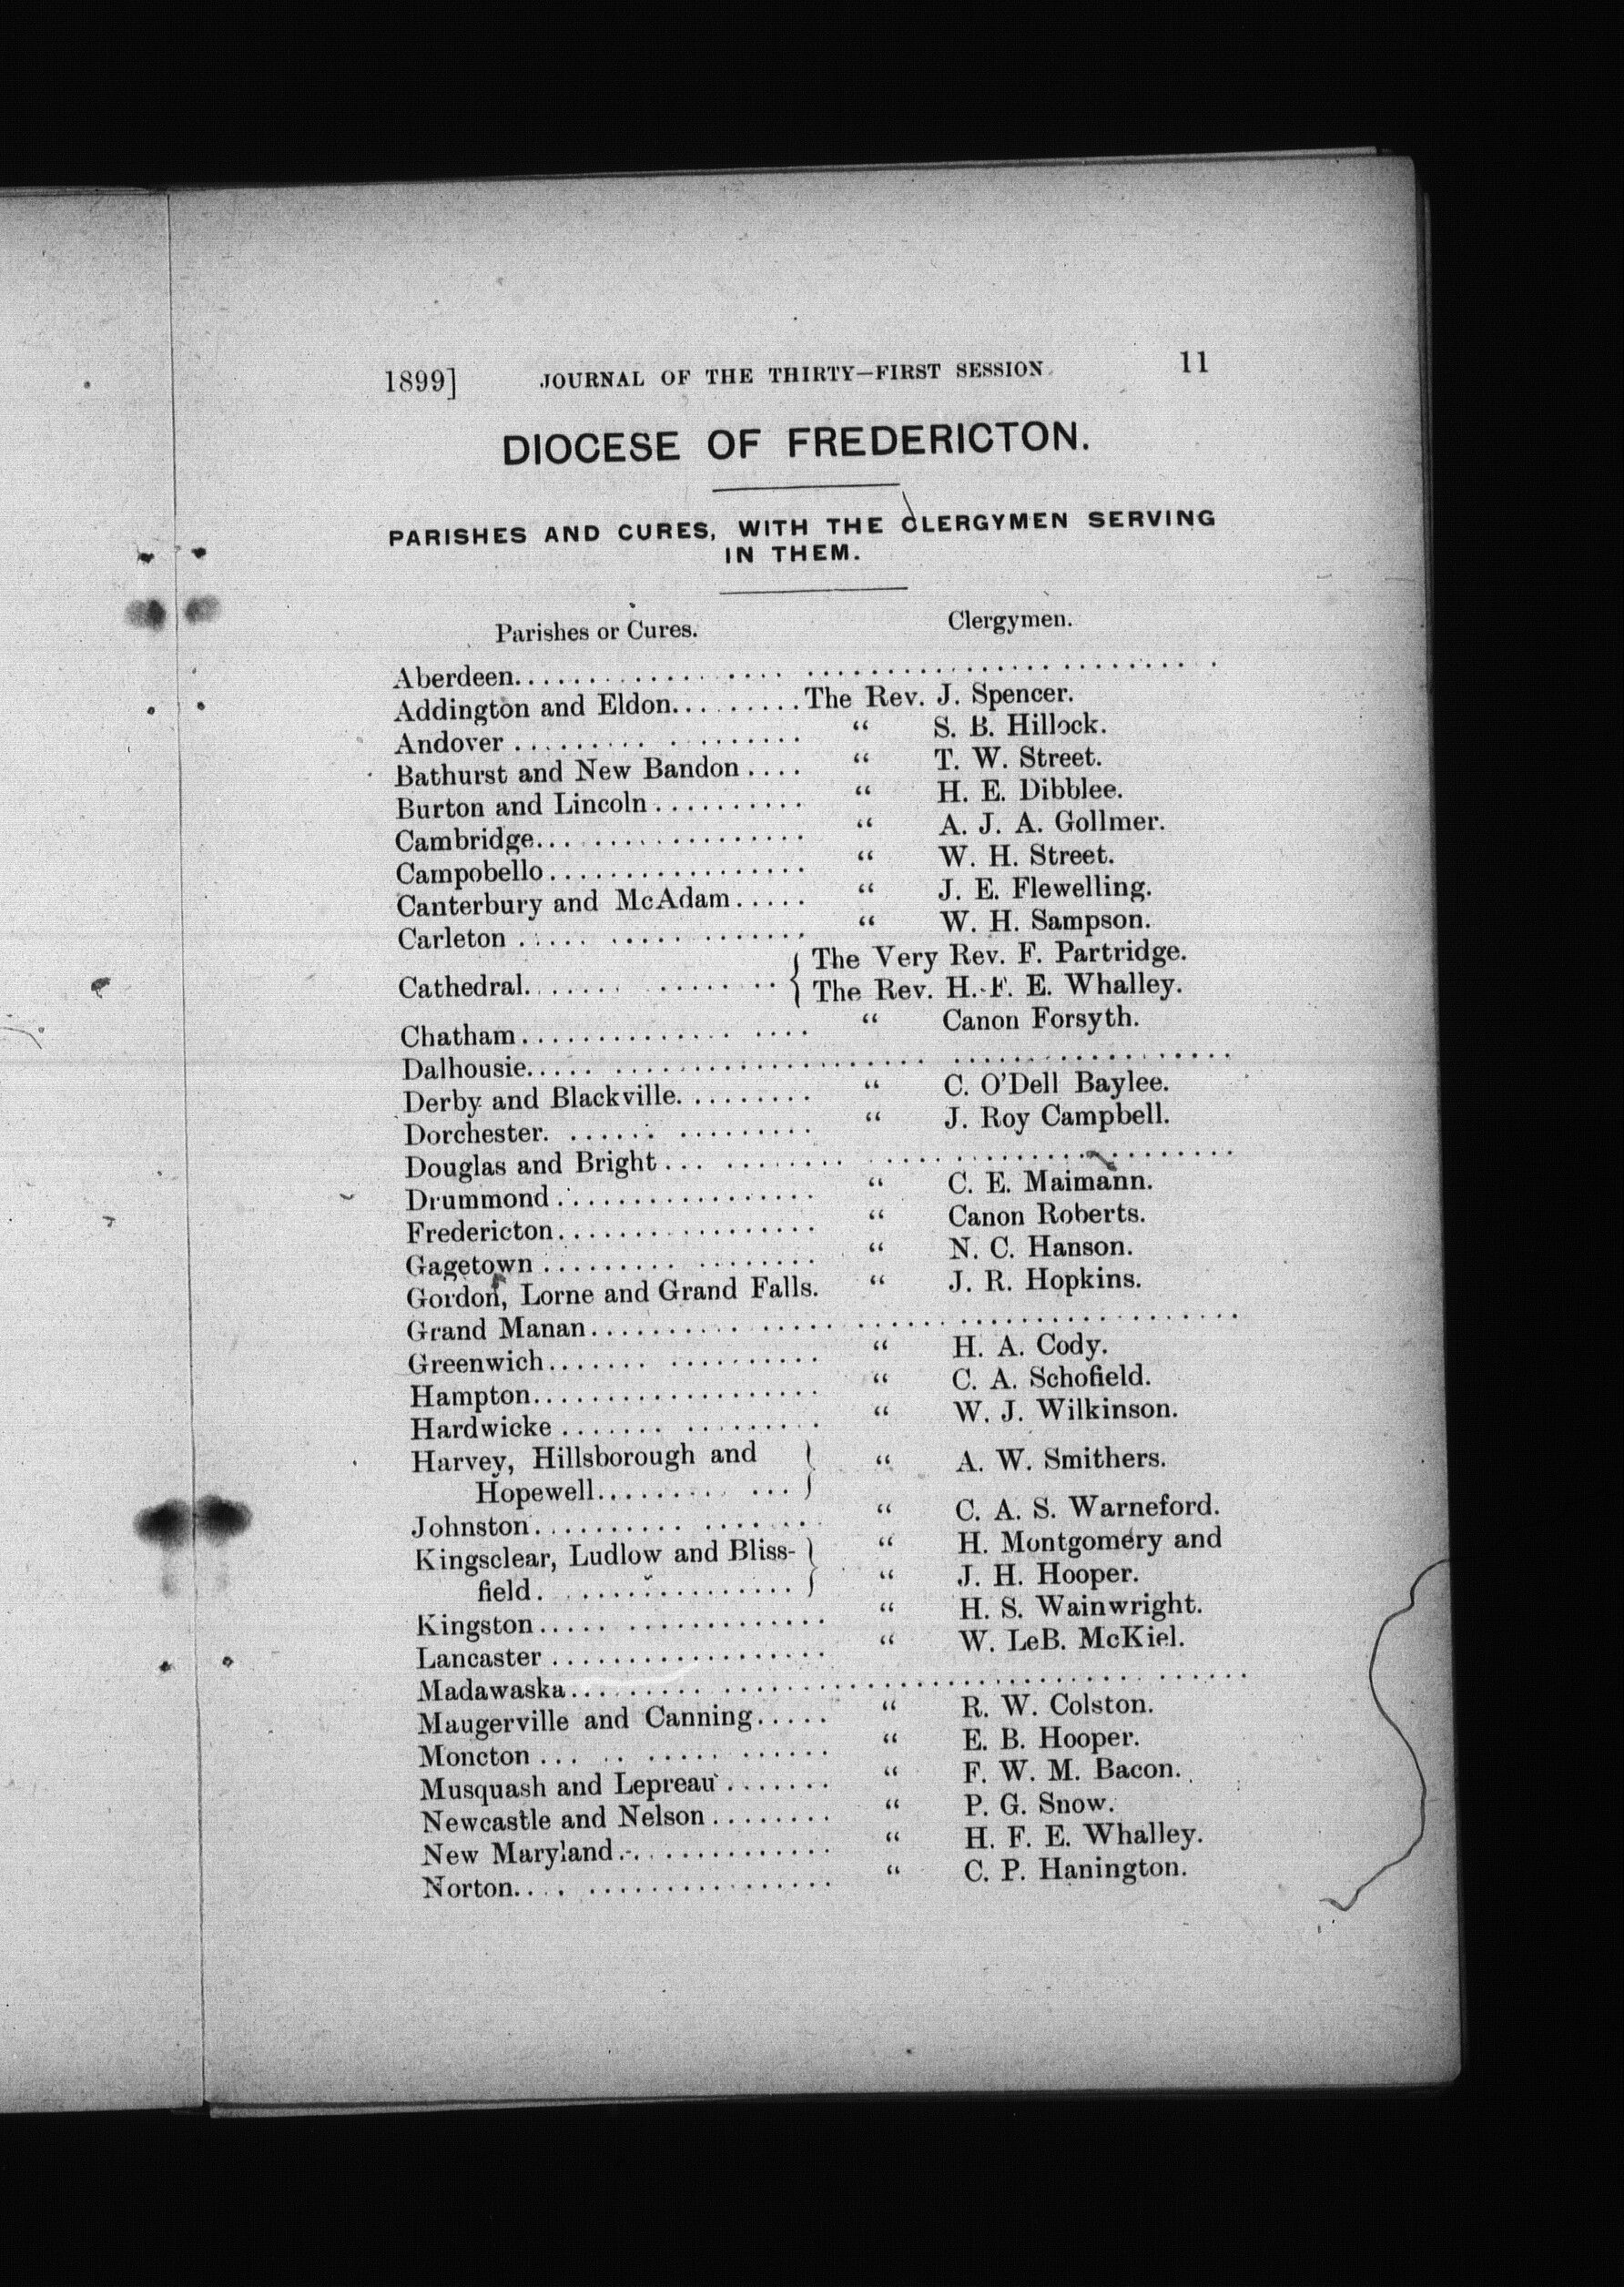 1899] JOURNAL OF THE THIRTY-FIRST SESSION 11
DIOCESE OF FREDERICTON.
PARISHES AND CURES, WITH THE CLERGYMEN SERVING
IN THEM.
Parishes or Cures. Clergymen.
Aberdeen........................................
Addington and Eldon.........The Rev. J. Spencer.
Andover .................. “ S. B. Hillock.
Bathurst and New Bandon.... “ T. W. Street.
Burton and Lincoln.......... “ H. E. Dibblee.
Cambridge.................. “ A. J. A. Gollmer.
Campobello................. “ W. H. Street.
Canterbury and McAdam..... “ J. E. Flewelling.
Carleton .................. “ W. H. Sampson.
{ The Very Rev. F. Partridge.
Cathedral................ { The Rev. H. F. E. Whalley.
Chatham.................. “ Canon Forsyth.
Dalhousie........................................
Derby and Blackville......... “ C. O'Dell Baylee.
Dorchester. ............... “ J. Roy Campbell.
Douglas and Bright..................................
Drummond................. “ C. E. Maimann.
Fredericton................. “ Canon Roberts.
Gagetown ................. “ N. C. Hanson.
Gordon, Lorne and Grand Falls. “ J. R. Hopkins.
Grand Manan........................................
Greenwich................. “ H. A. Cody.
Hampton................... “ C. A. Schofield.
Hardwicke ................ “ W. J. Wilkinson.
Harvey, Hillsborough and } “ A. W. Smithers.
Hopewell............ }
Johnston.................. “ C. A. S. Warneford.
Kingsclear, Ludlow and Bliss- } “ H. Montgomery and
field................ } “ J. H. Hooper.
Kingston.................. “ H. S. Wainwright.
Lancaster .................. “ W. LeB. McKiel.
Madawaska........................................
Maugerville and Canning..... “ R. W. Colston.
Moncton ................ “ E. B. Hooper.
Musquash and Lepreau....... “ F. W. M. Bacon.
Newcastle and Nelson........ “ P. G. Snow.
New Maryland.............. “ H. F. E. Whalley.
Norton................... “ C. P. Hanington.